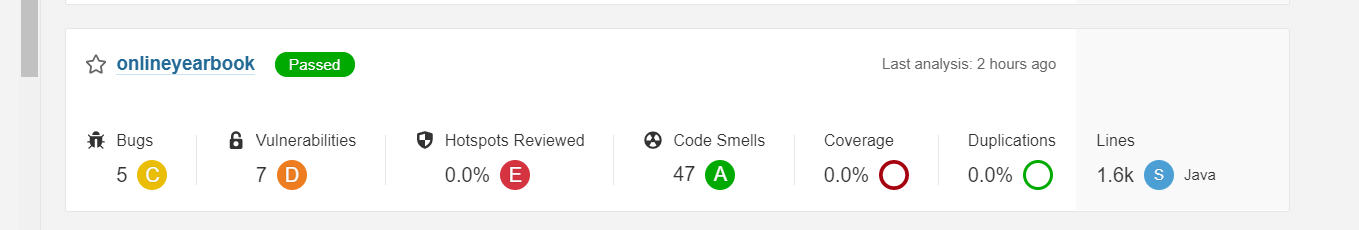 onlineyearbook Passed Last analysis: 2 hours ago
Bugs Vulnerabilities Hotspots Reviewed Code Smells Coverage Duplications Lines
5 C 7 D 0.0% E 47 A 0.0% 0.0% 1.6k S Java